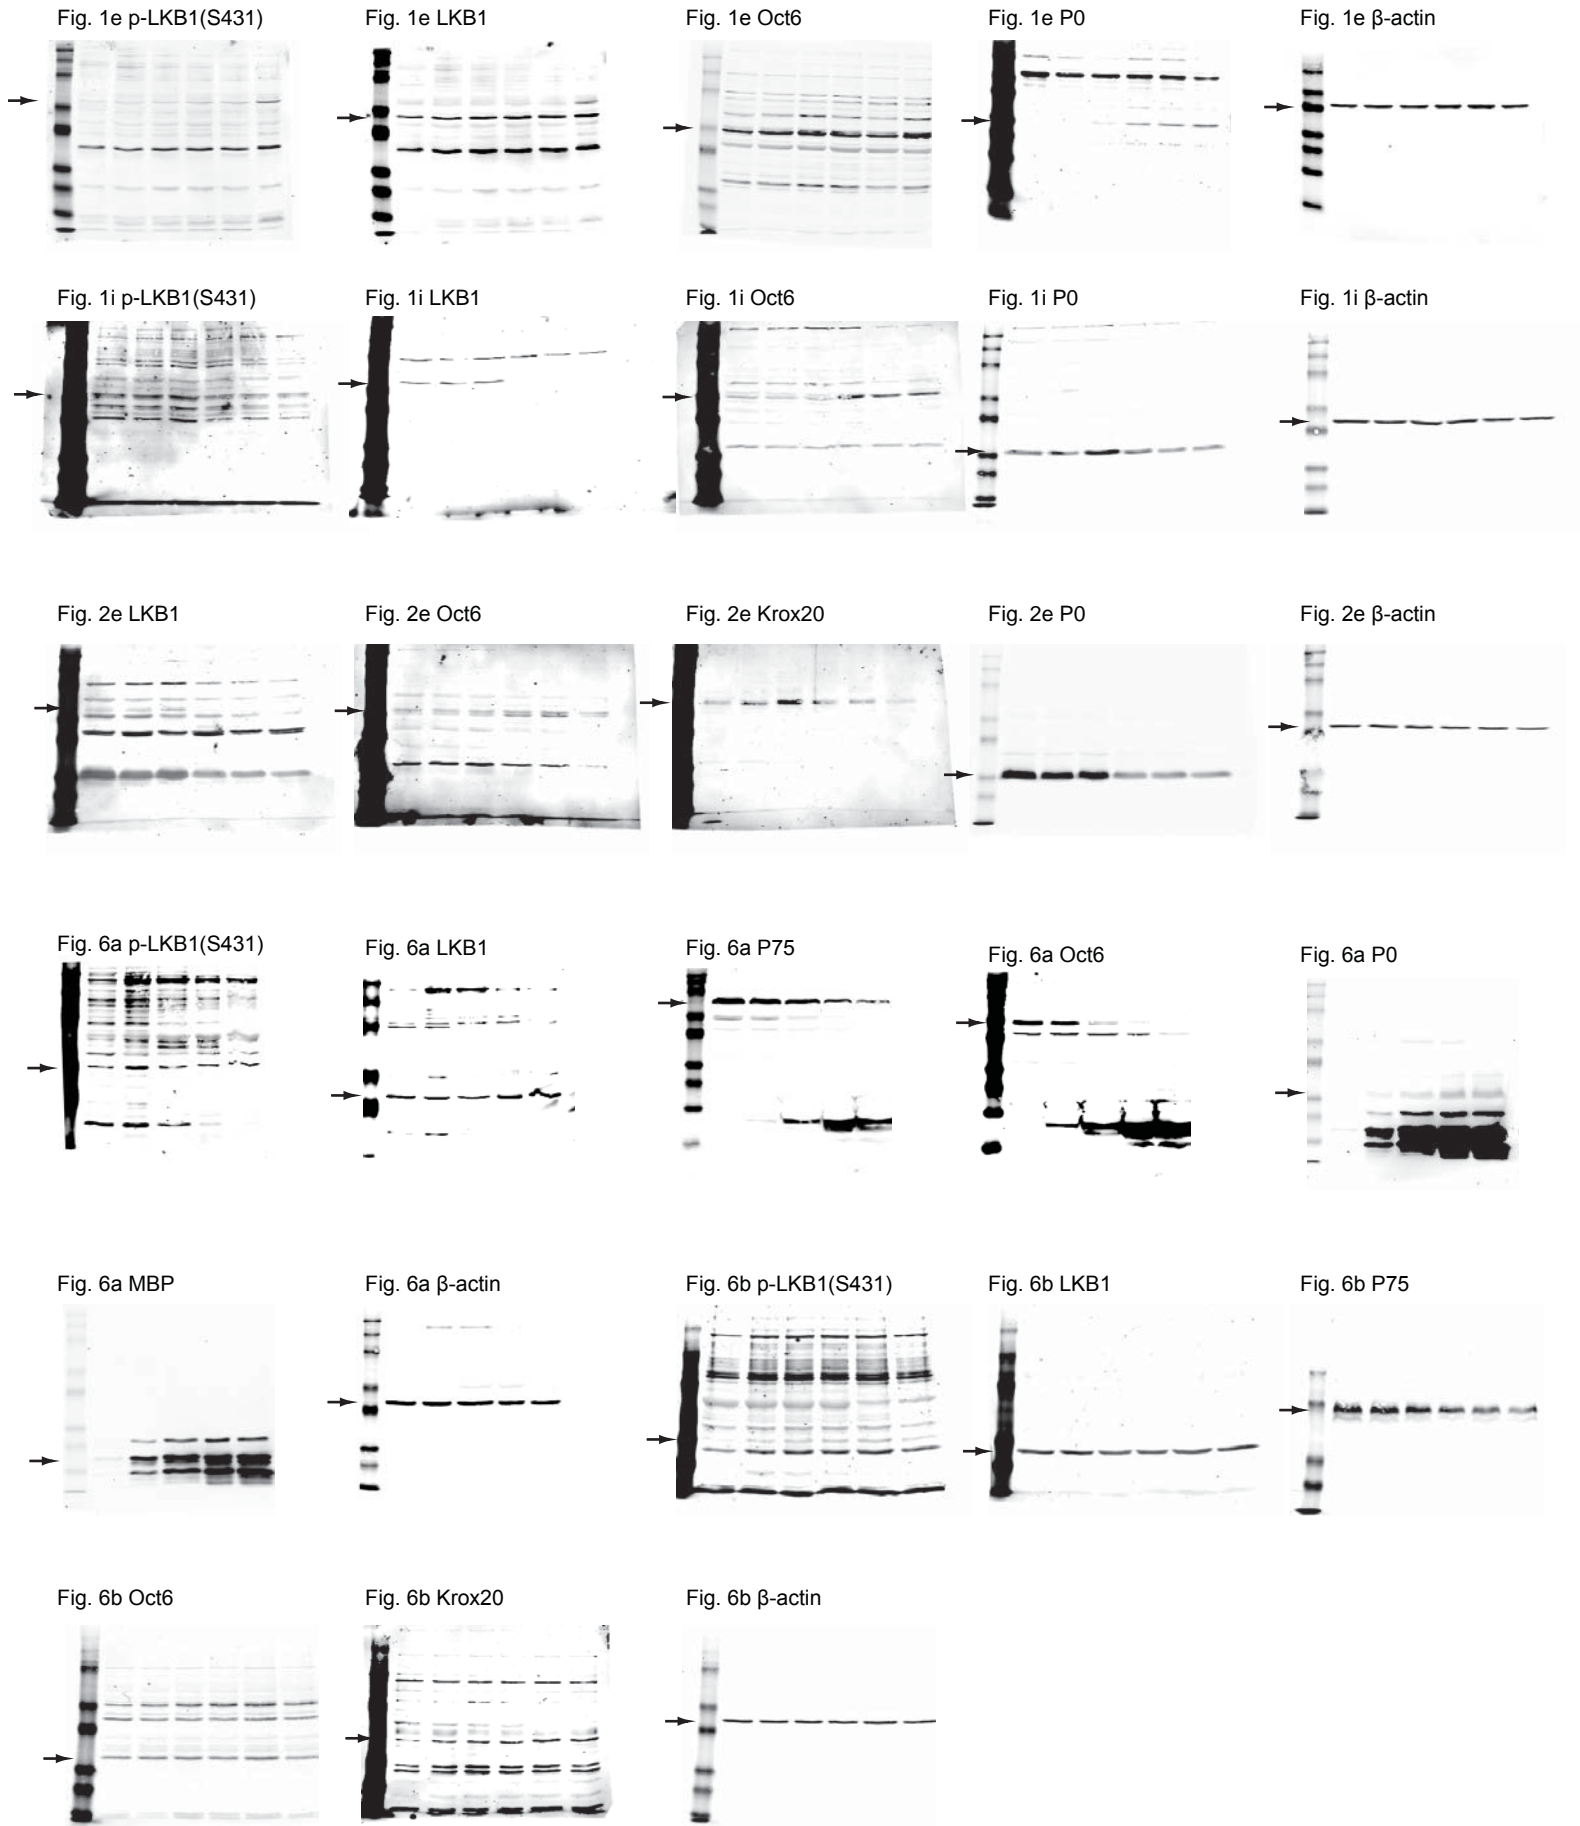 Fig. 1e p-LKB1(S431)
Fig. 1e LKB1
Fig. 1e Oct6
Fig. 1e P0
Fig. 1e β-actin
Fig. 1i p-LKB1(S431)
Fig. 1i LKB1
Fig. 1i Oct6
Fig. 1i P0
Fig. 1i β-actin
Fig. 2e LKB1
Fig. 2e Oct6
Fig. 2e Krox20
Fig. 2e P0
Fig. 2e β-actin
Fig. 6a p-LKB1(S431)
Fig. 6a LKB1
Fig. 6a P75
Fig. 6a Oct6
Fig. 6a P0
Fig. 6a MBP
Fig. 6a β-actin
Fig. 6b p-LKB1(S431)
Fig. 6b LKB1
Fig. 6b P75
Fig. 6b Oct6
Fig. 6b Krox20
Fig. 6b β-actin